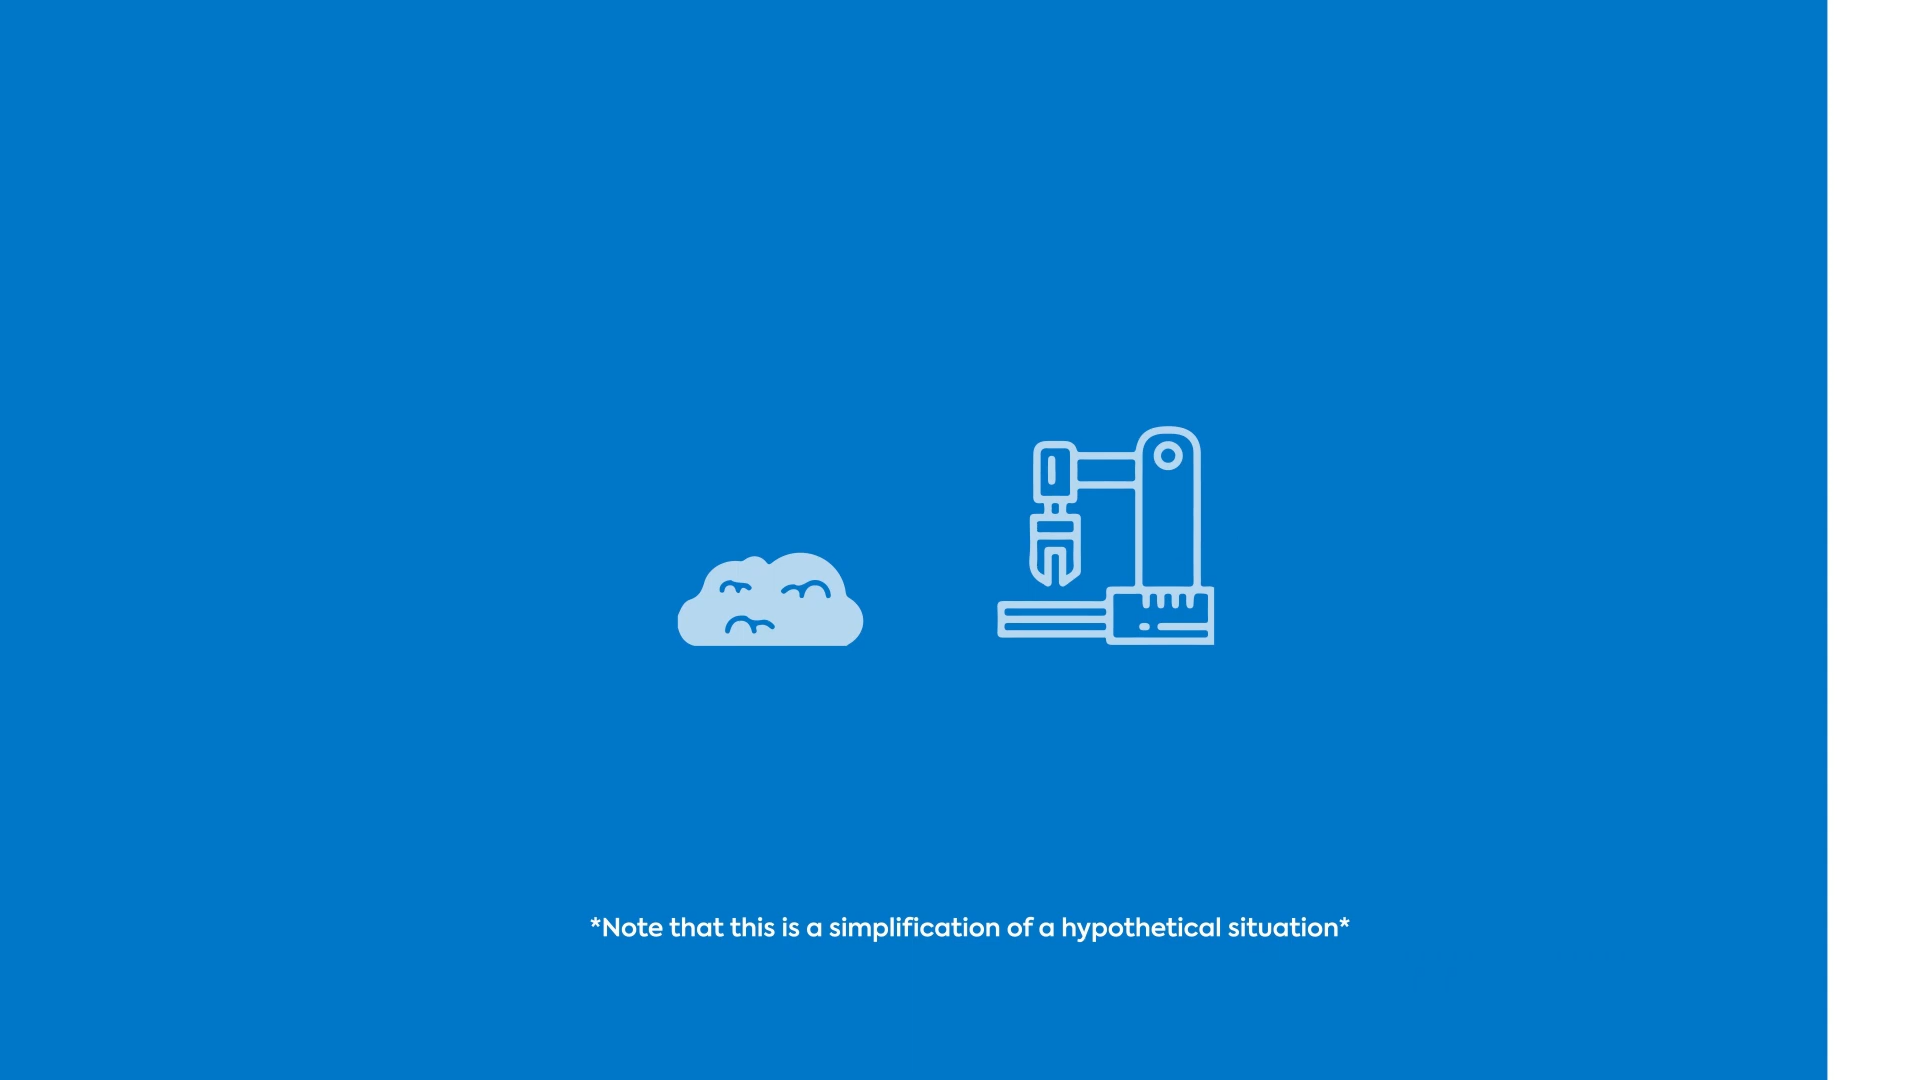 *Note that this is a simplification of a hypothetical situation*